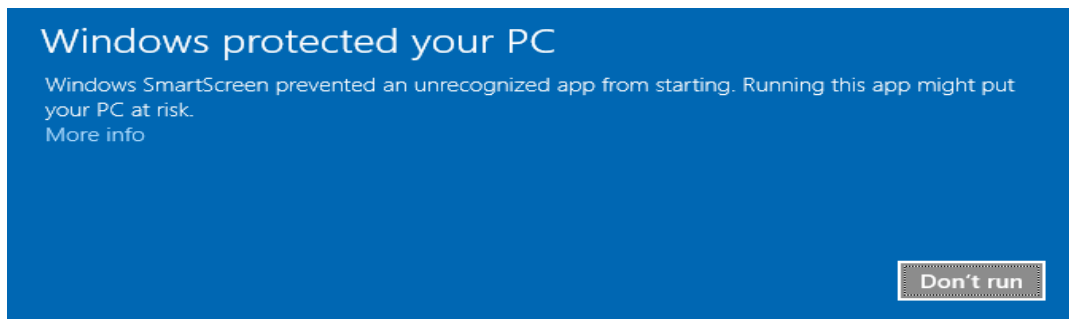 Windows protected your PC
Windows SmartScreen prevented an unrecognized app from starting. Running this app might put
your PC at risk.
More info
Don't run